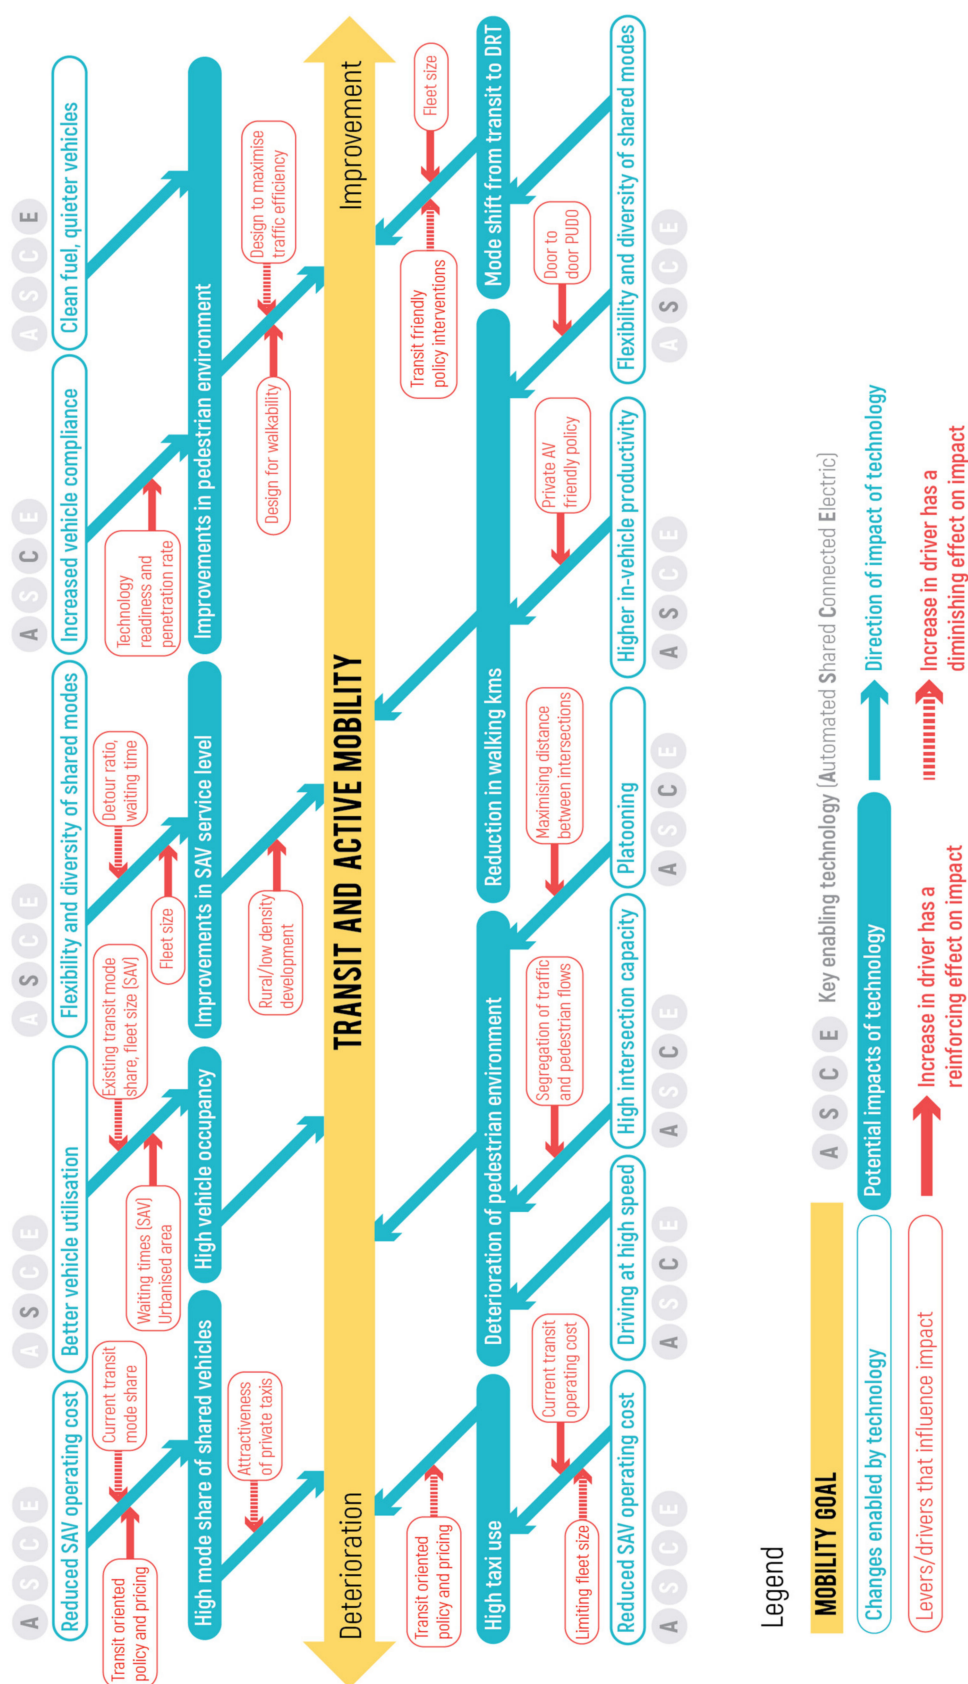 A S C E
A S C E
A S C E
A S C E
A S C E
Reduced SAV operating cost
Better vehicle utilisation
Flexibility and diversity of shared modes
Increased vehicle compliance
Clean fuel, quieter vehicles
Transit oriented
policy and pricing
Current transit
mode share
Waiting times (SAV)
Urbanised area
Existing transit mode
share, fleet size (SAV)
Fleet size
Detour ratio,
waiting time
Technology
readiness and
penetration rate
High mode share of shared vehicles
High vehicle occupancy
Improvements in SAV service level
Improvements in pedestrian environment
Attractiveness
of private taxis
Rural/low density
development
Design for walkability
Design to maximise
traffic efficiency
Deterioration
TRANSIT AND ACTIVE MOBILITY
Improvement
Transit oriented
policy and pricing
Transit friendly
policy interventions
Fleet size
High taxi use
Deterioration of pedestrian environment
Reduction in walking kms
Mode shift from transit to DRT
Limiting fleet size
Current transit
operating cost
Segregation of traffic
and pedestrian flows
Maximising distance
between intersections
Private AV
friendly policy
Door to
door PUDO
Reduced SAV operating cost
Driving at high speed
High intersection capacity
Platooning
Higher in-vehicle productivity
Flexibility and diversity of shared modes
A S C E
A S C E
A S C E
A S C E
A S C E
A S C E
Legend
MOBILITY GOAL
A S C E Key enabling technology (Automated Shared Connected Electric)
Changes enabled by technology
Potential impacts of technology
Direction of impact of technology
Levers/drivers that influence impact
Increase in driver has a
reinforcing effect on impact
Increase in driver has a
diminishing effect on impact